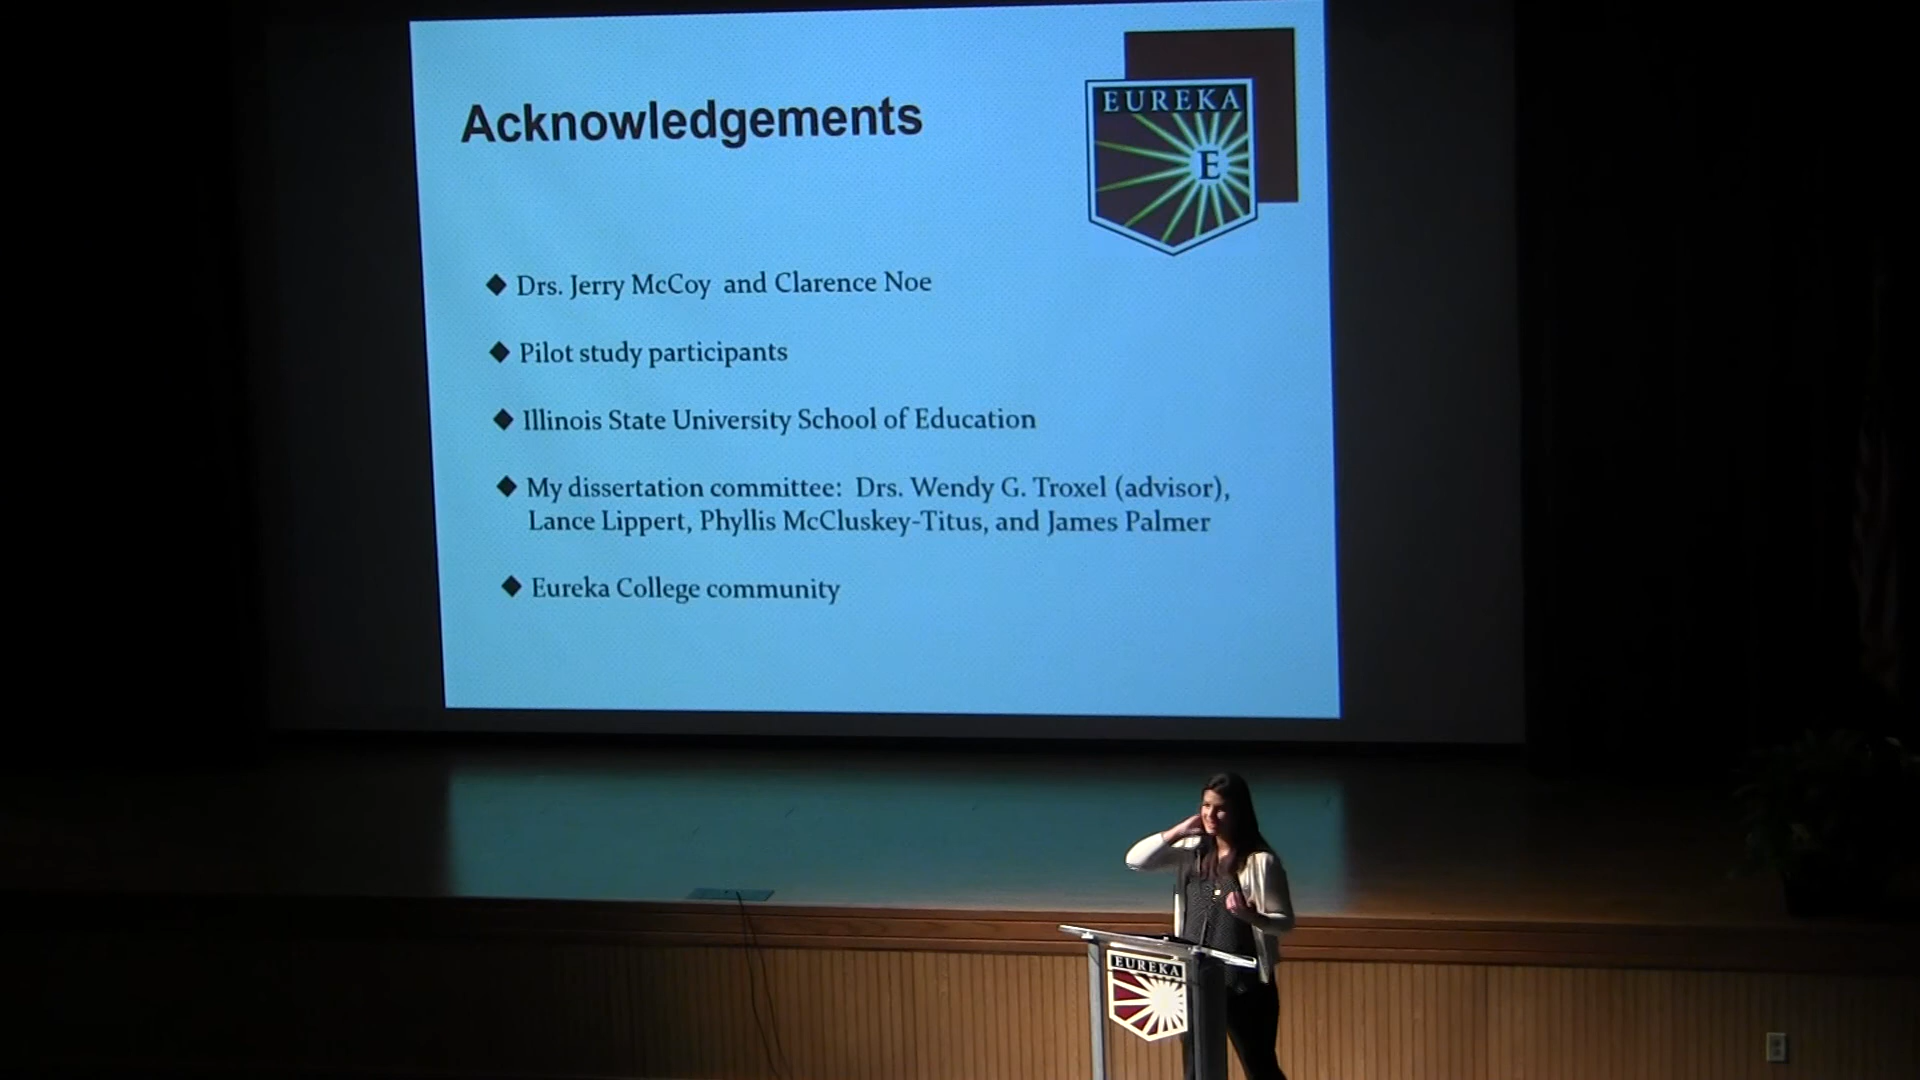 Acknowledgements
EUREKA
E
◆ Drs. Jerry McCoy and Clarence Noe
◆ Pilot study participants
◆ Illinois State University School of Education
◆ My dissertation committee: Drs. Wendy G. Troxel (advisor),
Lance Lippert, Phyllis McCluskey-Titus, and James Palmer
◆ Eureka College community
EUREKA